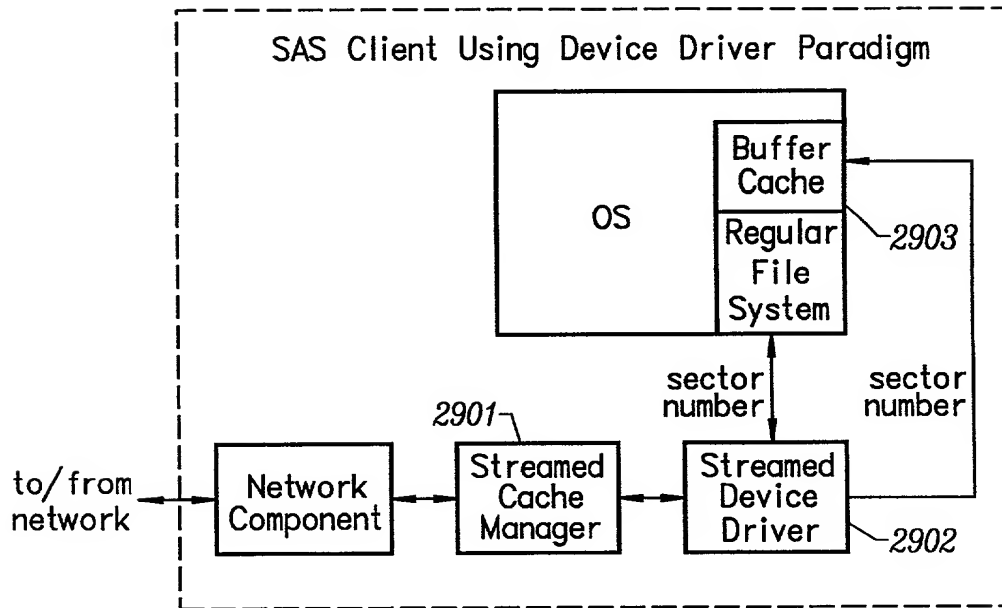 SAS Client Using Device Driver Paradigm
OS
Buffer
Cache
Regular
File
System
2903
sector
number
sector
number
2901
to/from
network
Network
Component
Streamed
Cache
Manager
Streamed
Device
Driver
2902